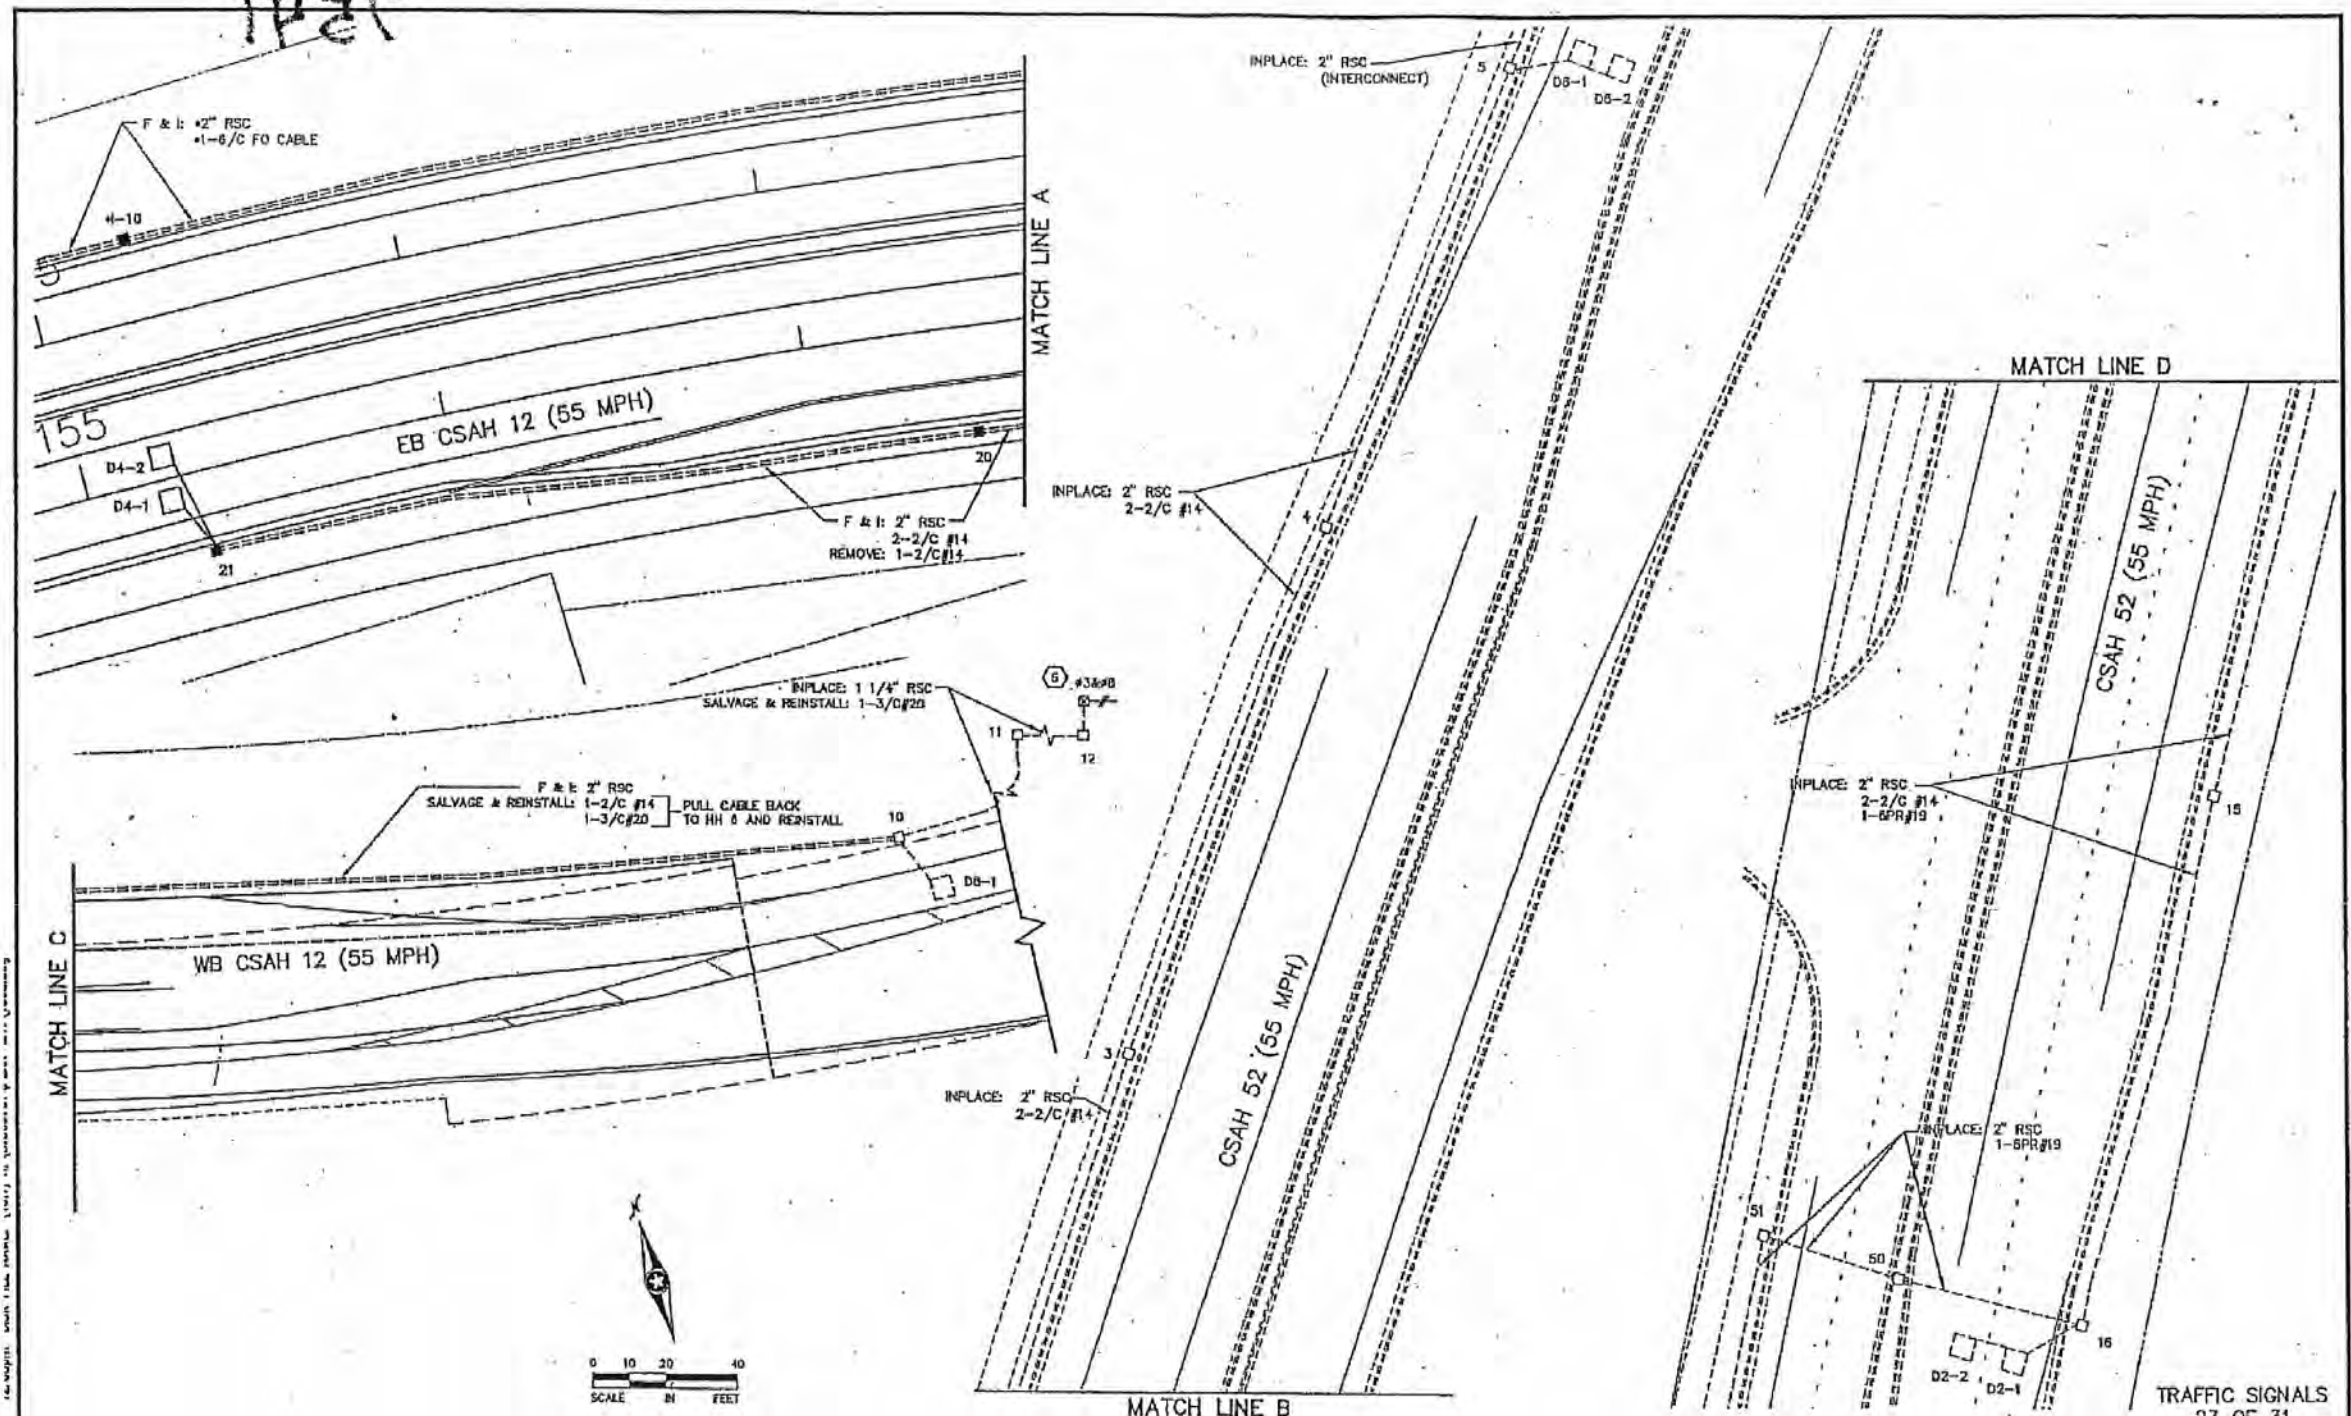 F & I: •2" RSC
•1-6/C FO CABLE
H-10
MATCH LINE A
155
D4-2
D4-1
EB CSAH 12 (55 MPH)
20
21
F & I: 2" RSC
2-2/C #14
REMOVE: 1-2/C#14
INPLACE: 2" RSC
(INTERCONNECT)
5
D6-1
D6-2
INPLACE: 2" RSC
2-2/C #14
4
3
INPLACE: 2" RSC
2-2/C #14
CSAH 52 (55 MPH)
MATCH LINE B
INPLACE: 1 1/4" RSC
SALVAGE & REINSTALL: 1-3/C#20
11
12
F & I: 2" RSC
SALVAGE & REINSTALL: 1-2/C #14
1-3/C#20
PULL CABLE BACK
TO HH 8 AND REINSTALL
10
D8-1
MATCH LINE C
WB CSAH 12 (55 MPH)
0 10 20 40
SCALE IN FEET
MATCH LINE D
CSAH 52 (55 MPH)
INPLACE: 2" RSC
2-2/C #14
1-6PR#19
15
INPLACE: 2" RSC
1-6PR#19
51
50
16
D2-2
D2-1
TRAFFIC SIGNALS